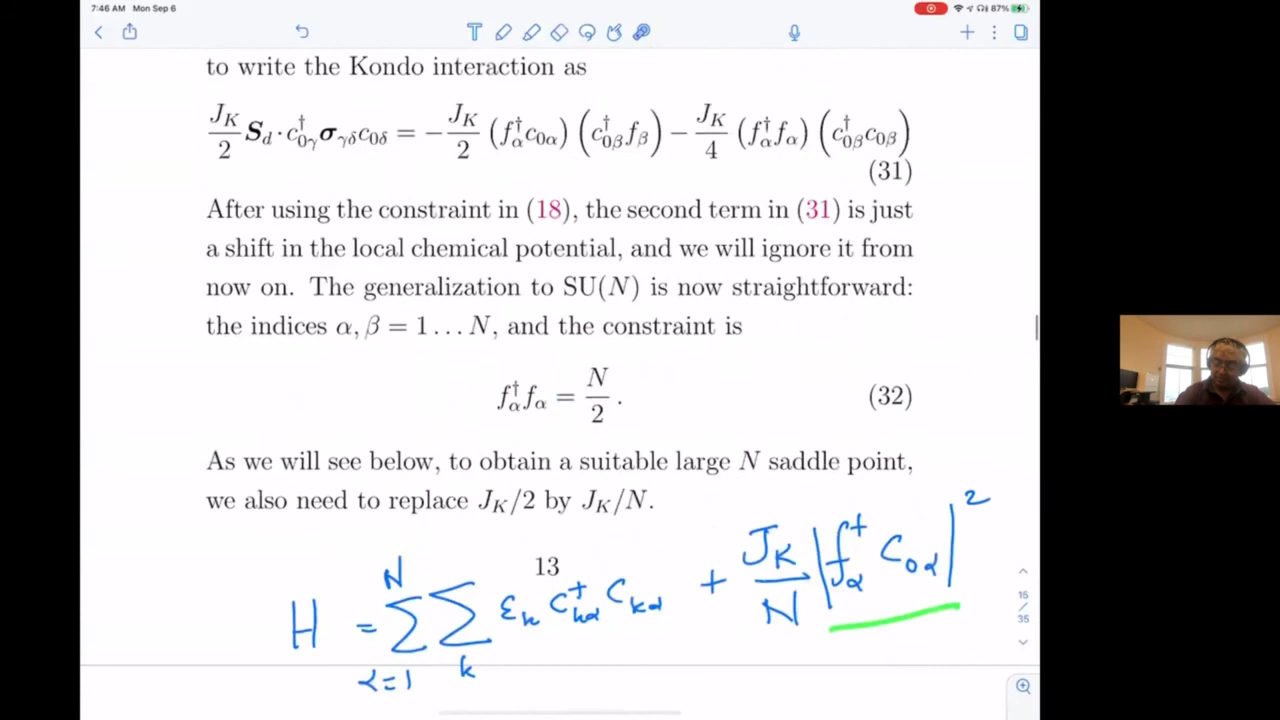 7:46 AM Mon Sep 6
87%
to write the Kondo interaction as
J_K/2 S_d · c†_{0γ} σ_{γδ} c_{0δ} = − J_K/2 (f†_α c_{0α}) (c†_{0β} f_β) − J_K/4 (f†_α f_α) (c†_{0β} c_{0β})
(31)
After using the constraint in (18), the second term in (31) is just
a shift in the local chemical potential, and we will ignore it from
now on. The generalization to SU(N) is now straightforward:
the indices α, β = 1 . . . N, and the constraint is
f†_α f_α = N/2 . (32)
As we will see below, to obtain a suitable large N saddle point,
we also need to replace J_K/2 by J_K/N.
13
H = ∑_{α=1}^{N} ∑_k ε_k c†_{kα} c_{kα} + J_K/N |f†_α c_{0α}|²
15
/
35